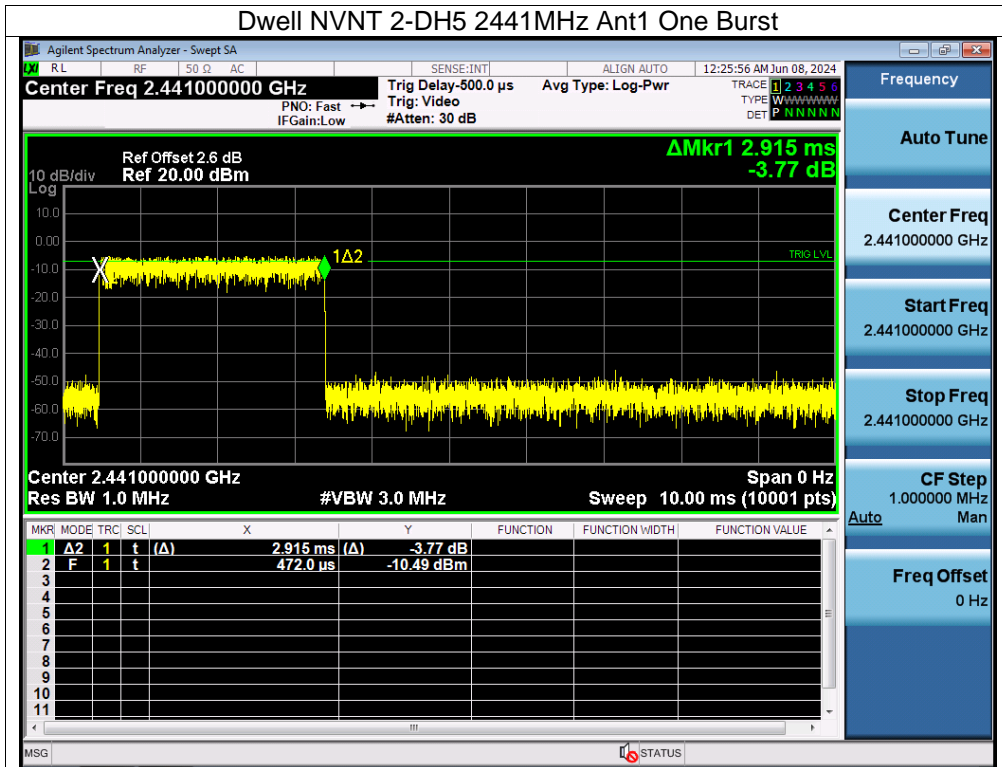 Dwell NVNT 2-DH5 2441MHz Ant1 One Burst
Agilent Spectrum Analyzer - Swept SA
LXI RL RF 50 Ω AC SENSE:INT ALIGN AUTO 12:25:56 AM Jun 08, 2024
Center Freq 2.441000000 GHz
PNO: Fast
IFGain:Low
Trig Delay-500.0 µs
Trig: Video
#Atten: 30 dB
Avg Type: Log-Pwr
TRACE 1 2 3 4 5 6
TYPE WWWWWW
DET P N N N N N
Frequency
Auto Tune
Center Freq
2.441000000 GHz
Start Freq
2.441000000 GHz
Stop Freq
2.441000000 GHz
CF Step
1.000000 MHz
Auto Man
Freq Offset
0 Hz
ΔMkr1 2.915 ms
-3.77 dB
Ref Offset 2.6 dB
10 dB/div Ref 20.00 dBm
Log
10.0
0.00
-10.0
-20.0
-30.0
-40.0
-50.0
-60.0
-70.0
1Δ2
TRIG LVL
Center 2.441000000 GHz Span 0 Hz
Res BW 1.0 MHz #VBW 3.0 MHz Sweep 10.00 ms (10001 pts)
MKR MODE TRC SCL X Y FUNCTION FUNCTION WIDTH FUNCTION VALUE
1 Δ2 1 t (Δ) 2.915 ms (Δ) -3.77 dB
2 F 1 t 472.0 µs -10.49 dBm
3
4
5
6
7
8
9
10
11
MSG STATUS